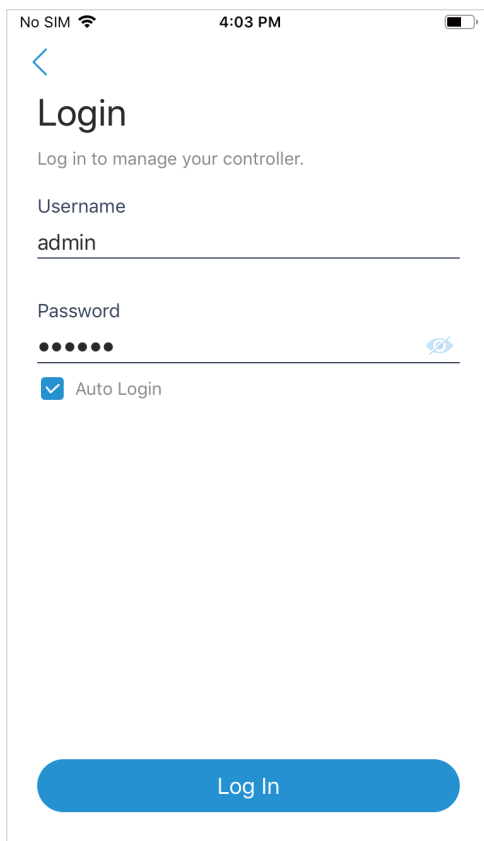 No SIM 4:03 PM
Login
Log in to manage your controller.
Username
admin
Password
••••••
Auto Login
Log In